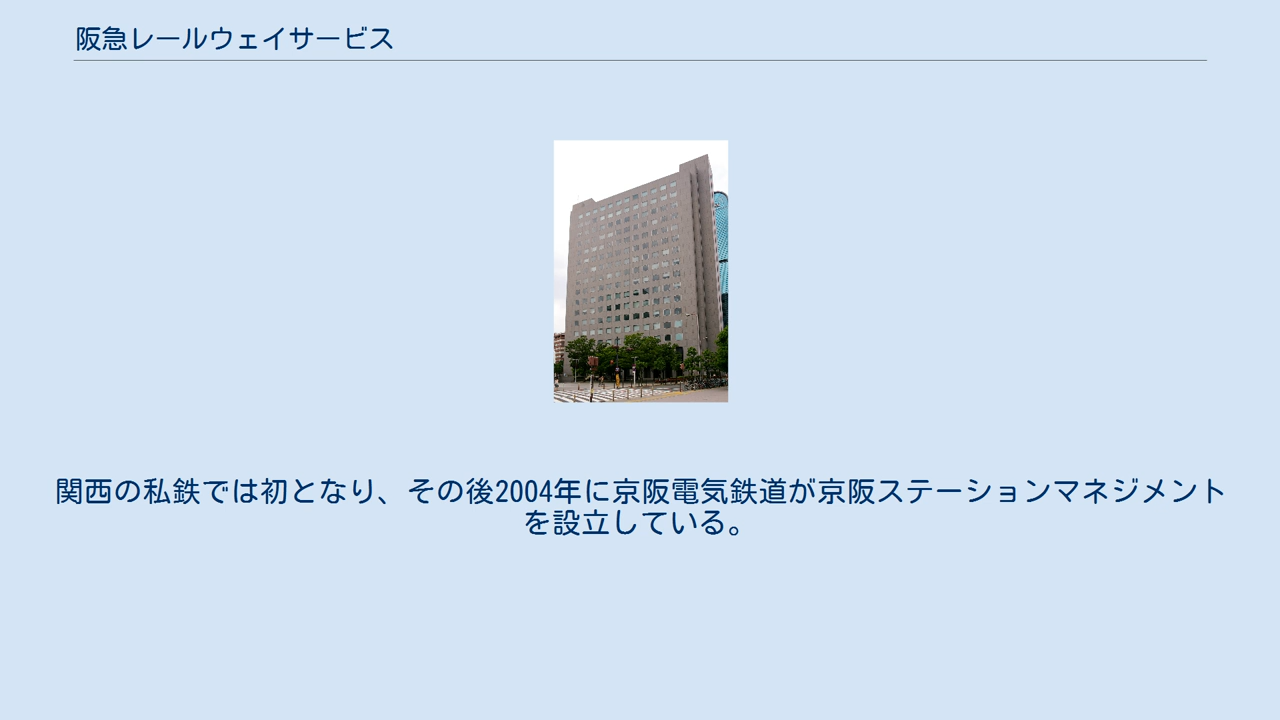 阪急レールウェイサービス
関西の私鉄では初となり、その後2004年に京阪電気鉄道が京阪ステーションマネジメント
を設立している。